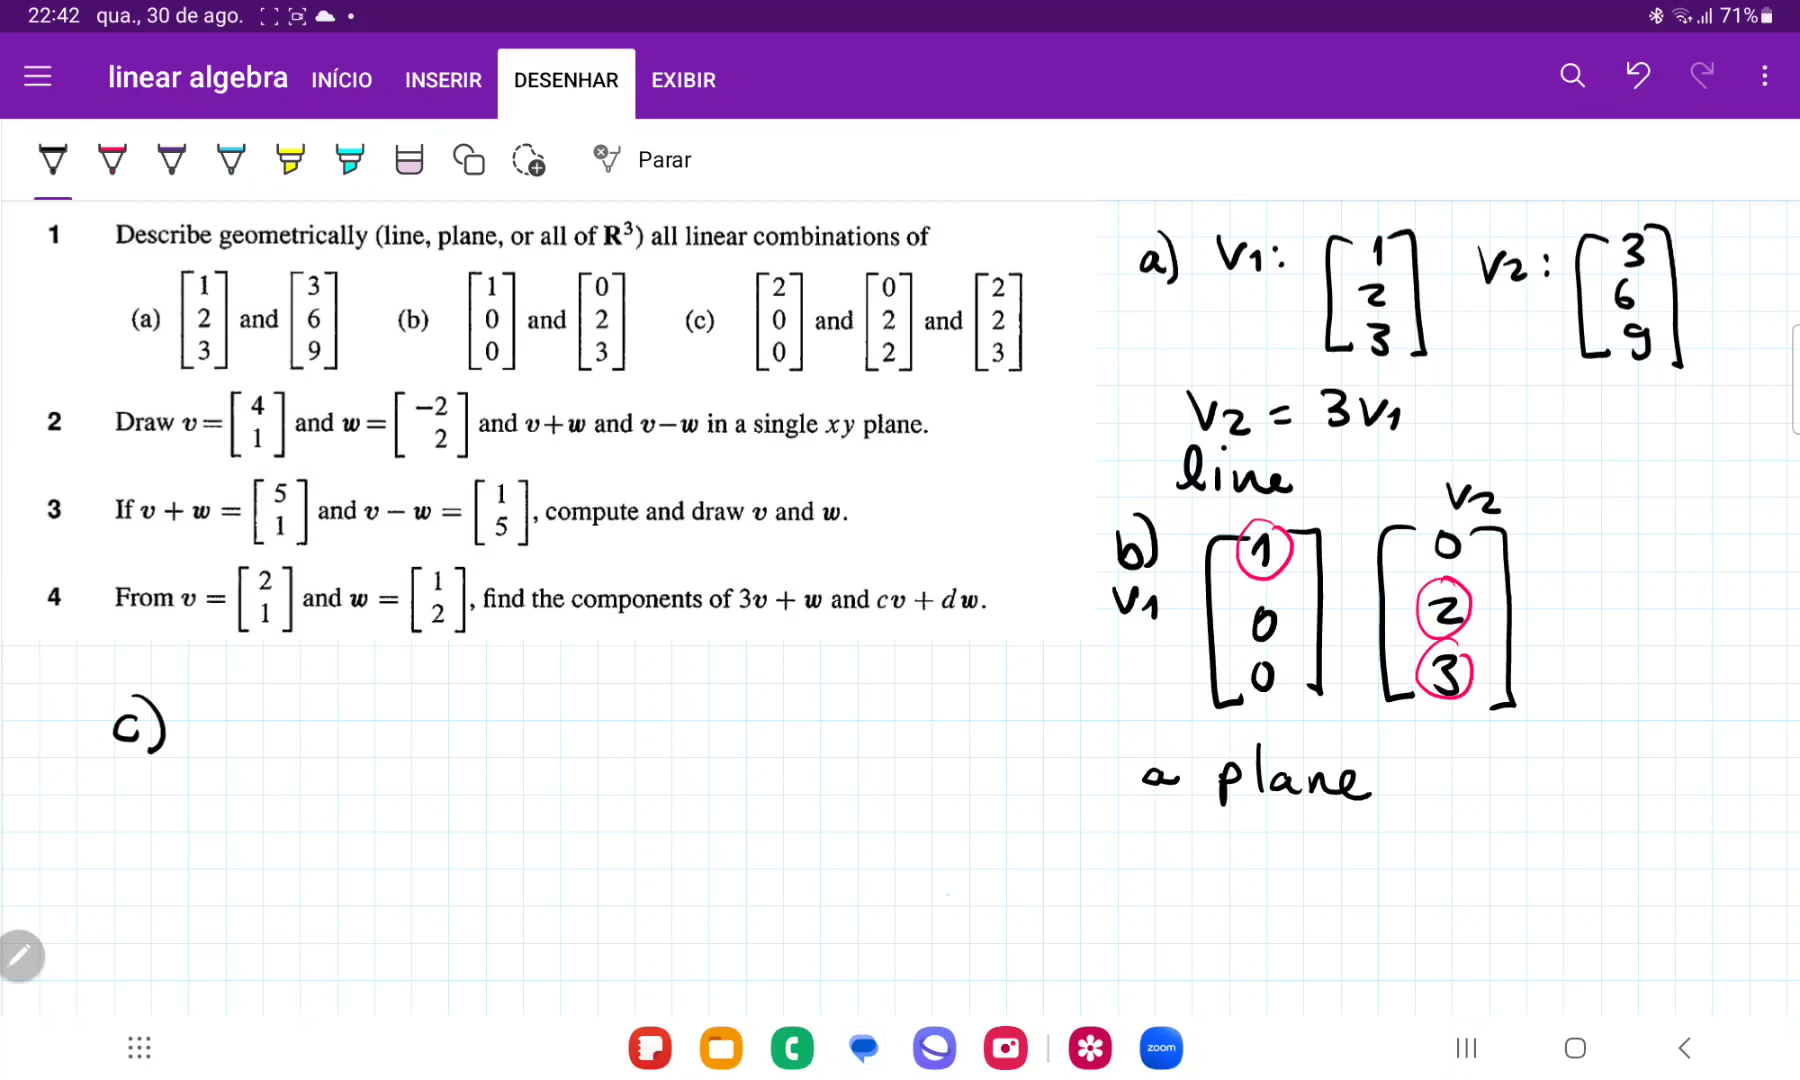 22:42 qua., 30 de ago. 71%
linear algebra INÍCIO INSERIR DESENHAR EXIBIR
Parar
1 Describe geometrically (line, plane, or all of R³) all linear combinations of
(a) [1 2 3] and [3 6 9] (b) [1 0 0] and [0 2 3] (c) [2 0 0] and [0 2 2] and [2 2 3]
2 Draw v = [4 1] and w = [-2 2] and v+w and v−w in a single xy plane.
3 If v + w = [5 1] and v − w = [1 5], compute and draw v and w.
4 From v = [2 1] and w = [1 2], find the components of 3v + w and cv + dw.
a) V1: [1 2 3] V2: [3 6 9]
V2 = 3V1
line
b) V1 [1 0 0] V2 [0 2 3]
a plane
c)
zoom